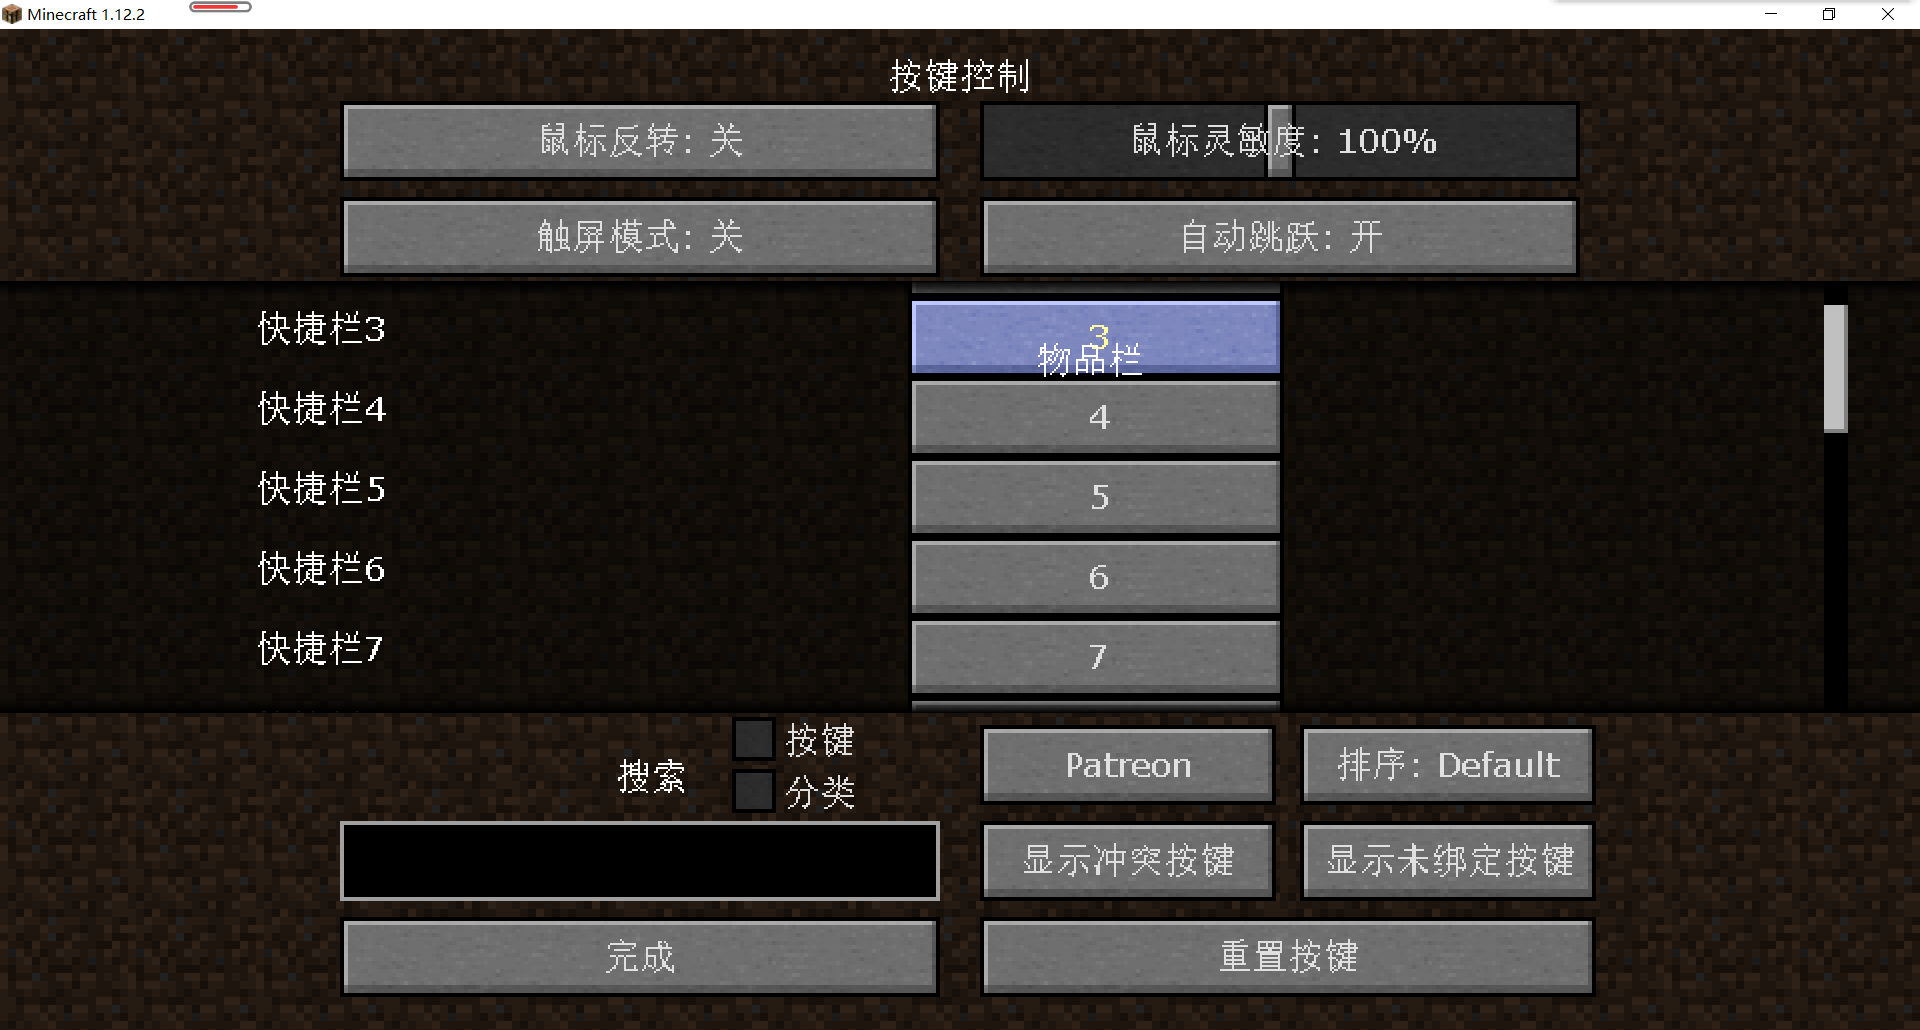 Minecraft 1.12.2
按键控制
鼠标反转: 关
鼠标灵敏度: 100%
触屏模式: 关
自动跳跃: 开
快捷栏3
3
物品栏
快捷栏4
4
快捷栏5
5
快捷栏6
6
快捷栏7
7
搜索
按键
分类
Patreon
排序: Default
显示冲突按键
显示未绑定按键
完成
重置按键